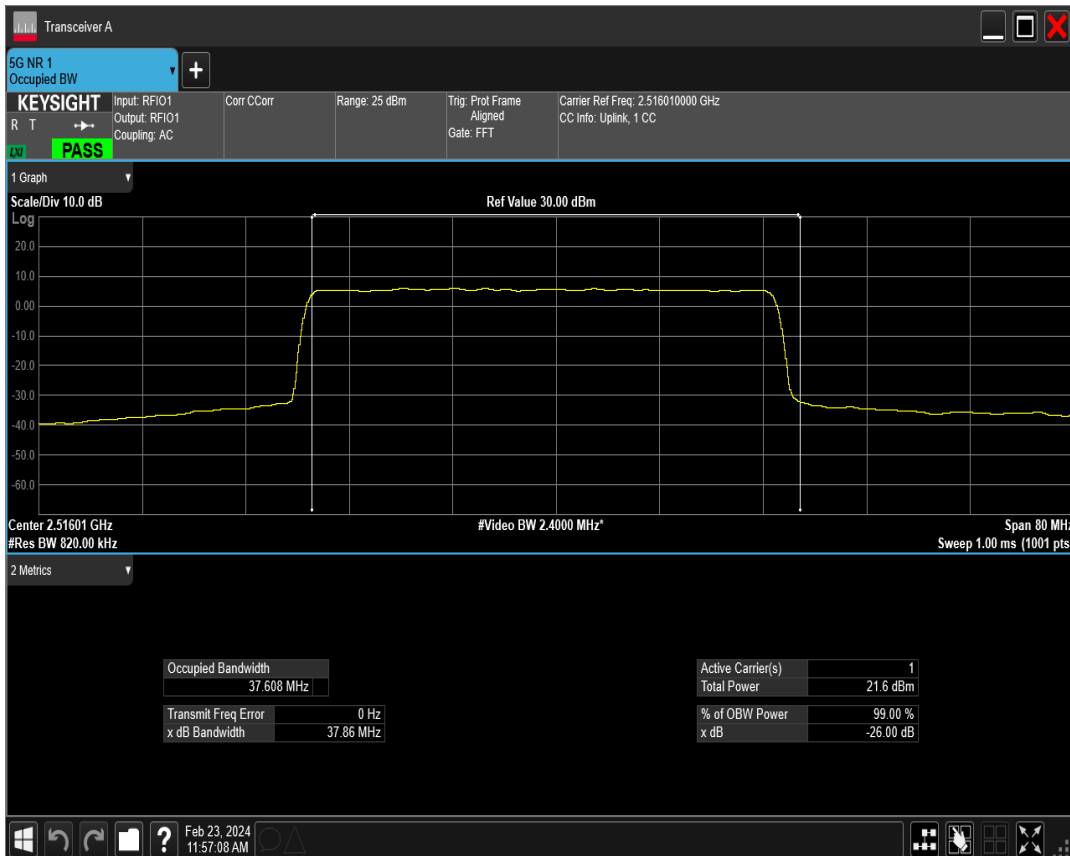 Transceiver A
5G NR 1
Occupied BW
KEYSIGHT
R T
LXI
PASS
Input: RFIO1
Output: RFIO1
Coupling: AC
Corr CCorr
Range: 25 dBm
Trig: Prot Frame
Aligned
Gate: FFT
Carrier Ref Freq: 2.516010000 GHz
CC Info: Uplink, 1 CC
1 Graph
Scale/Div 10.0 dB
Ref Value 30.00 dBm
Log
20.0
10.0
0.00
-10.0
-20.0
-30.0
-40.0
-50.0
-60.0
Center 2.51601 GHz
#Video BW 2.4000 MHz*
Span 80 MHz
#Res BW 820.00 kHz
Sweep 1.00 ms (1001 pts
2 Metrics
Occupied Bandwidth
37.608 MHz
Transmit Freq Error 0 Hz
x dB Bandwidth 37.86 MHz
Active Carrier(s) 1
Total Power 21.6 dBm
% of OBW Power 99.00 %
x dB -26.00 dB
?
Feb 23, 2024
11:57:08 AM